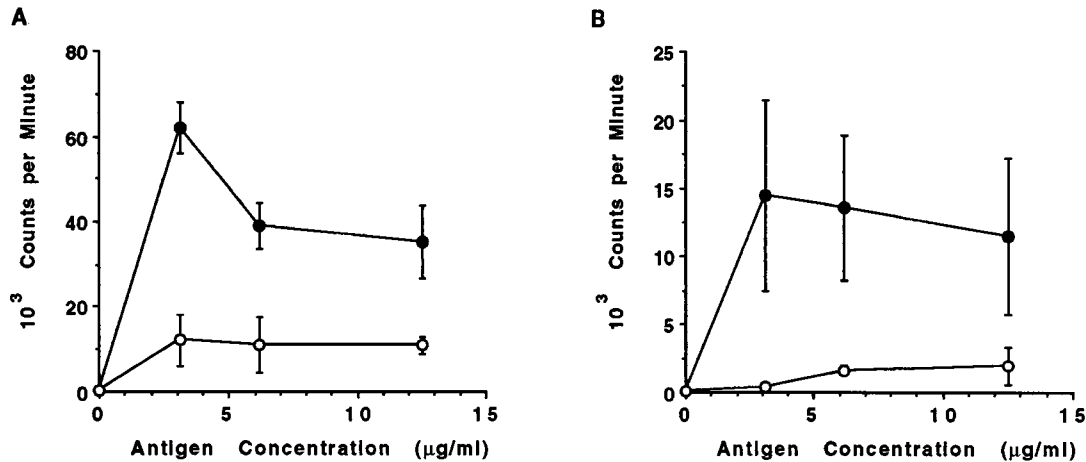 A
80
60
40
20
0
10³ Counts per Minute
0 5 10 15
Antigen Concentration (μg/ml)
B
25
20
15
10
5
0
10³ Counts per Minute
0 5 10 15
Antigen Concentration (μg/ml)